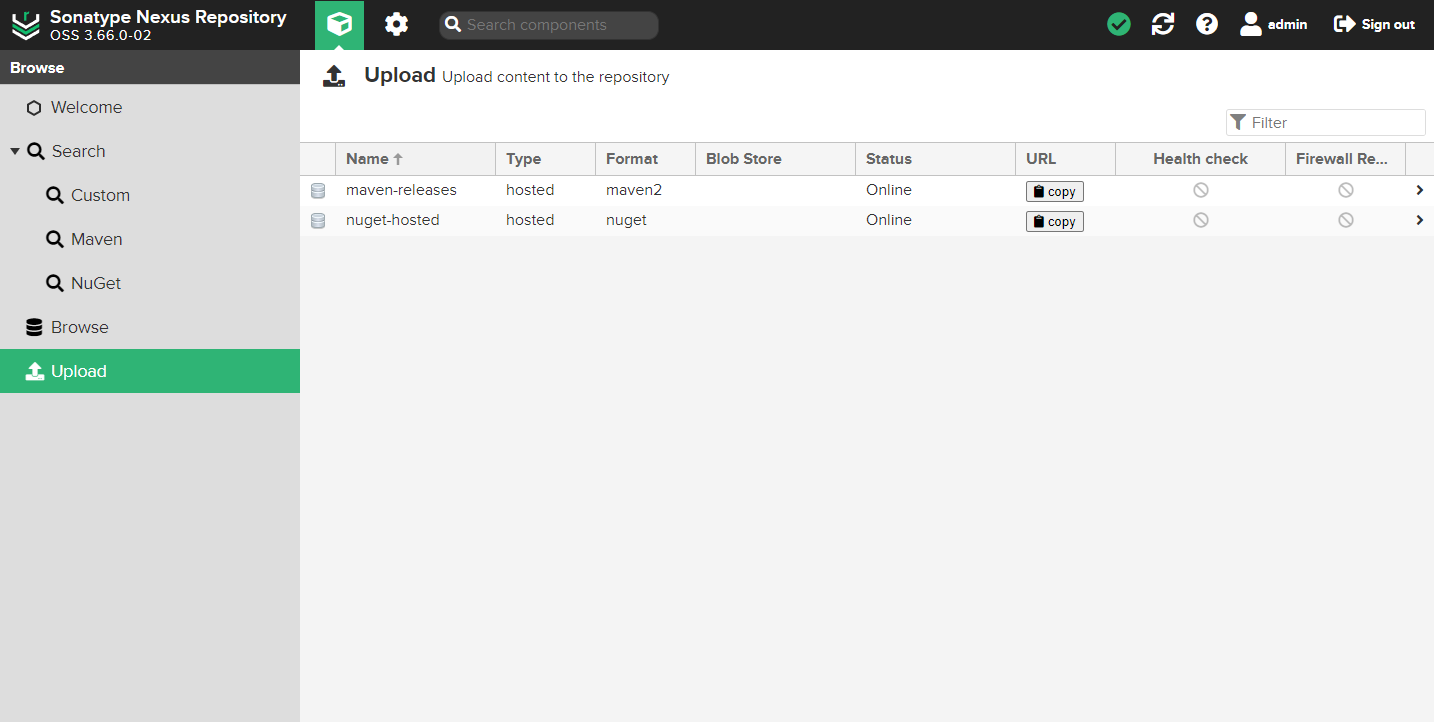 Sonatype Nexus Repository
OSS 3.66.0-02
Search components
admin
Sign out
Browse
Welcome
Search
Custom
Maven
NuGet
Browse
Upload
Upload Upload content to the repository
Filter
Name Type Format Blob Store Status URL Health check Firewall Re...
maven-releases hosted maven2 Online copy
nuget-hosted hosted nuget Online copy